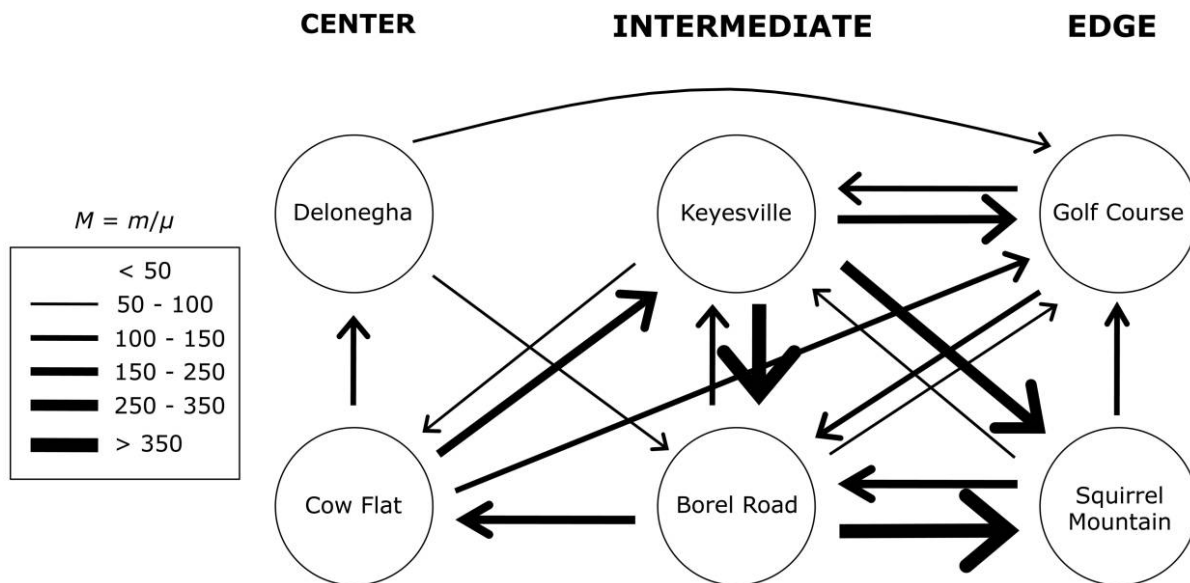 CENTER
INTERMEDIATE
EDGE
Delonegha
Keyesville
Golf Course
M = m/μ
< 50
50 - 100
100 - 150
150 - 250
250 - 350
> 350
Cow Flat
Borel Road
Squirrel
Mountain